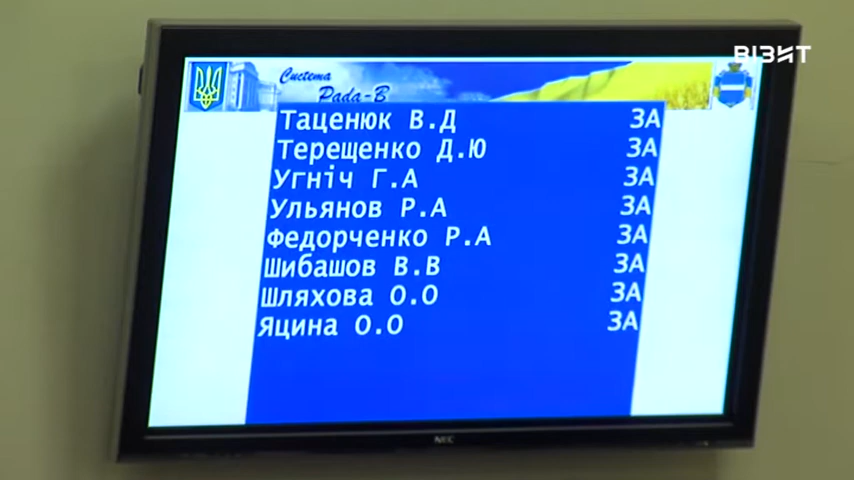 ВІЗИТ
Система
Рада-В
Таценюк В.Д ЗА
Терещенко Д.Ю ЗА
Угніч Г.А ЗА
Ульянов Р.А ЗА
Федорченко Р.А ЗА
Шибашов В.В ЗА
Шляхова О.О ЗА
Яцина О.О ЗА
NEC